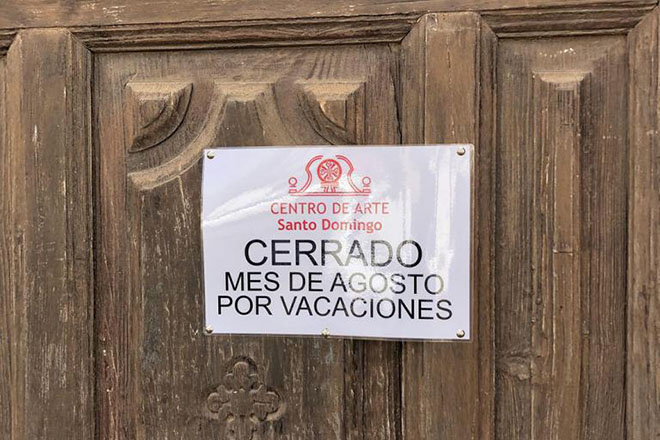 CENTRO DE ARTE
Santo Domingo
CERRADO
MES DE AGOSTO
POR VACACIONES